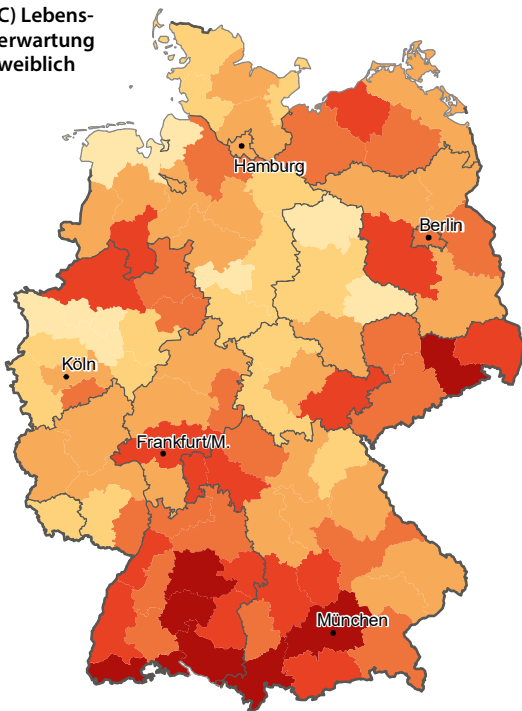 C) Lebens-
erwartung
weiblich
Hamburg
Berlin
Köln
Frankfurt/M.
München